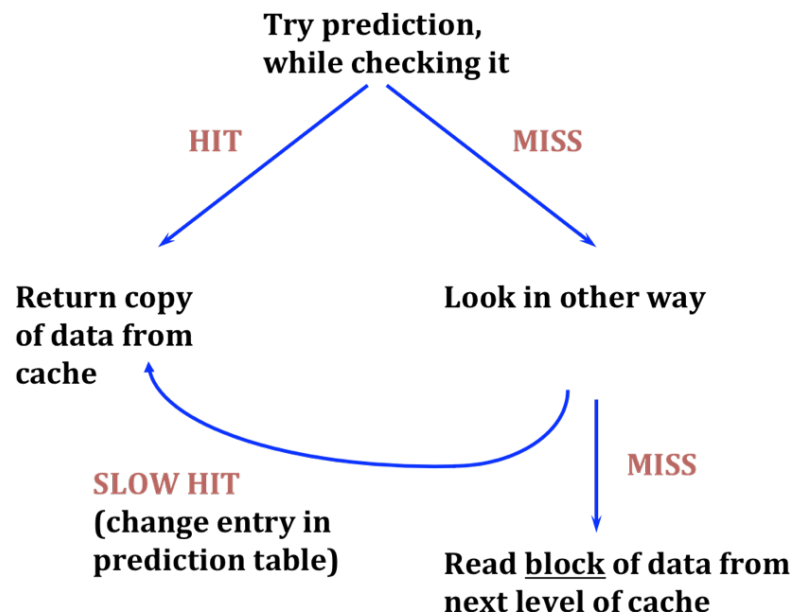 Try prediction,
while checking it
HIT
MISS
Return copy
of data from
cache
Look in other way
SLOW HIT
(change entry in
prediction table)
MISS
Read block of data from
next level of cache